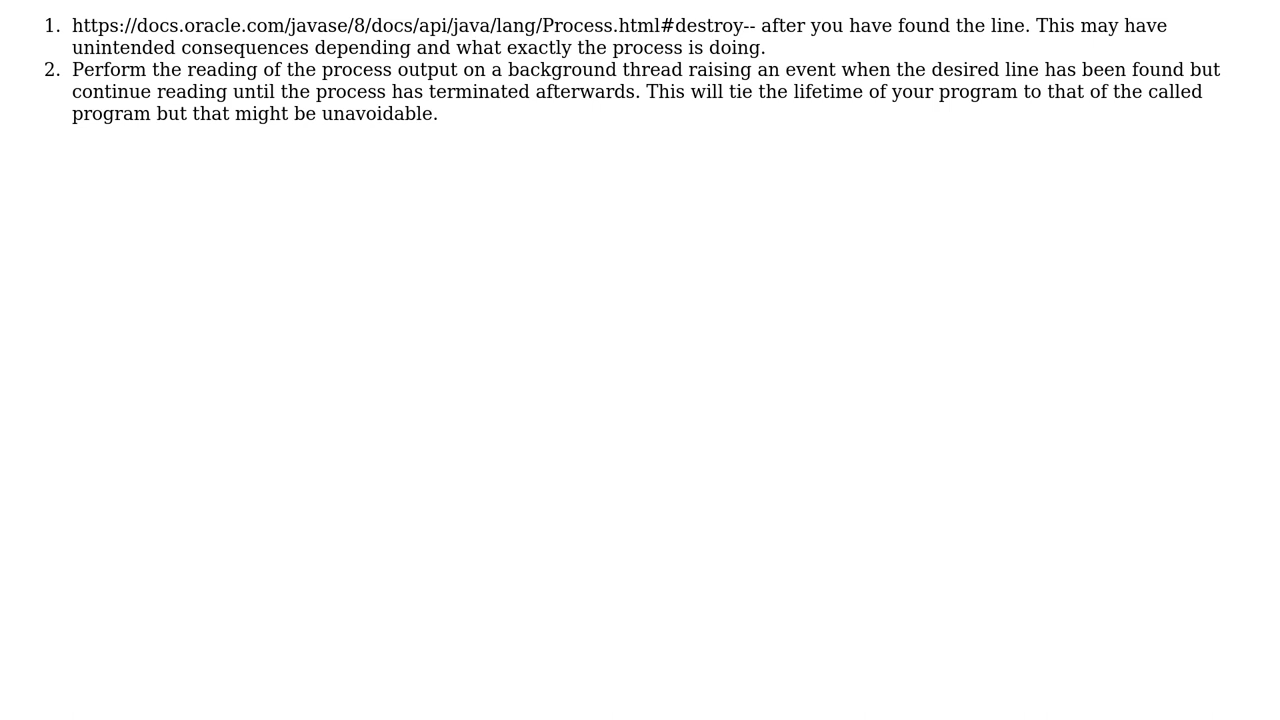 1. https://docs.oracle.com/javase/8/docs/api/java/lang/Process.html#destroy-- after you have found the line. This may have
unintended consequences depending and what exactly the process is doing.
2. Perform the reading of the process output on a background thread raising an event when the desired line has been found but
continue reading until the process has terminated afterwards. This will tie the lifetime of your program to that of the called
program but that might be unavoidable.